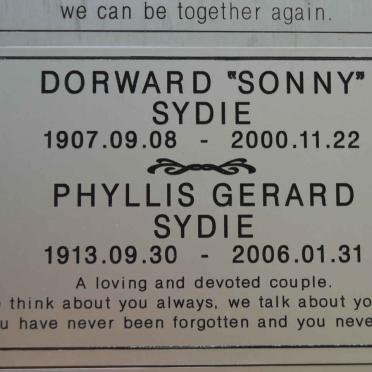 we can be together again.
DORWARD "SONNY"
SYDIE
1907.09.08 - 2000.11.22
PHYLLIS GERARD
SYDIE
1913.09.30 - 2006.01.31
A loving and devoted couple.
think about you always, we talk about
have never been forgotten and you